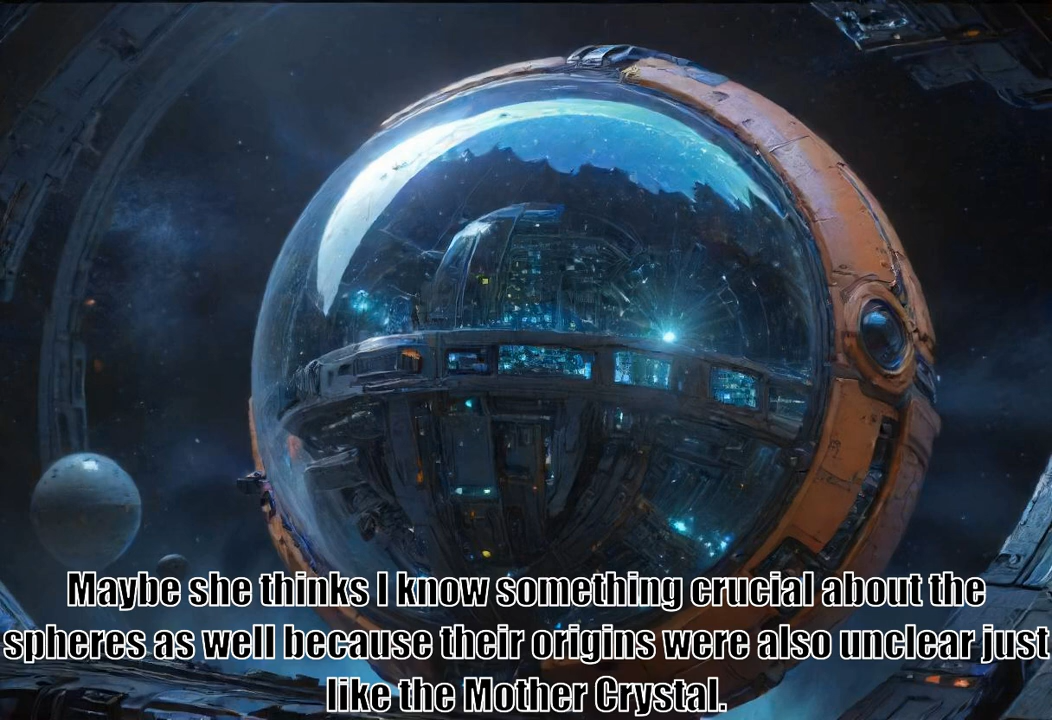 Maybe she thinks I know something crucial about the
spheres as well because their origins were also unclear just
like the Mother Crystal.